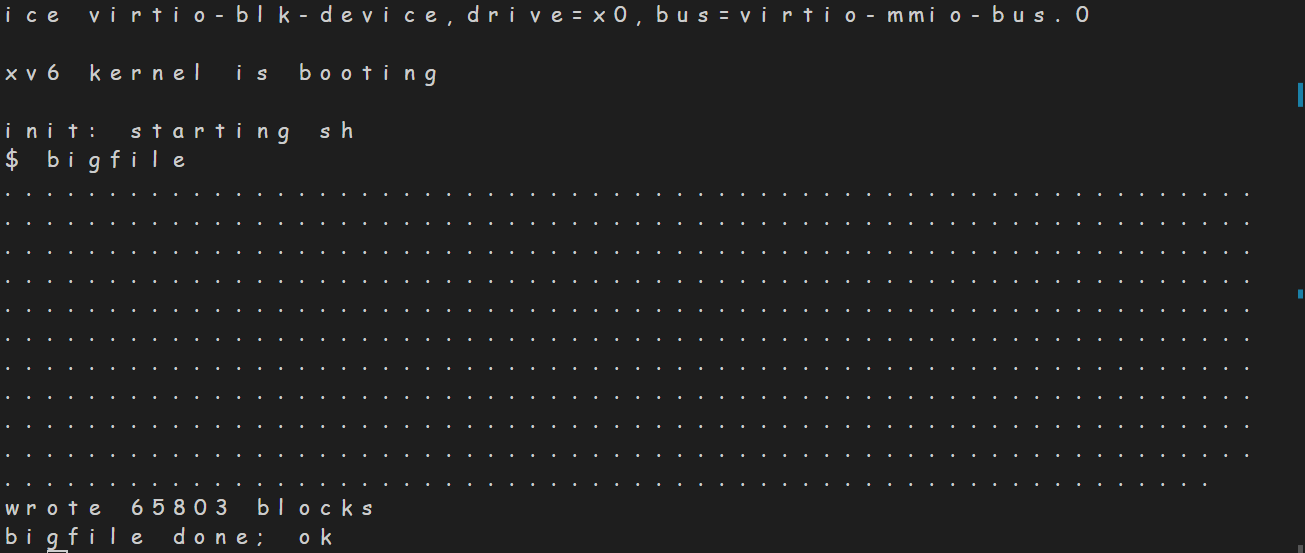 ice virtio-blk-device,drive=x0,bus=virtio-mmio-bus.0
xv6 kernel is booting
init: starting sh
$ bigfile
............................................................
............................................................
............................................................
............................................................
............................................................
............................................................
............................................................
............................................................
............................................................
............................................................
..........................................................
wrote 65803 blocks
bigfile done; ok